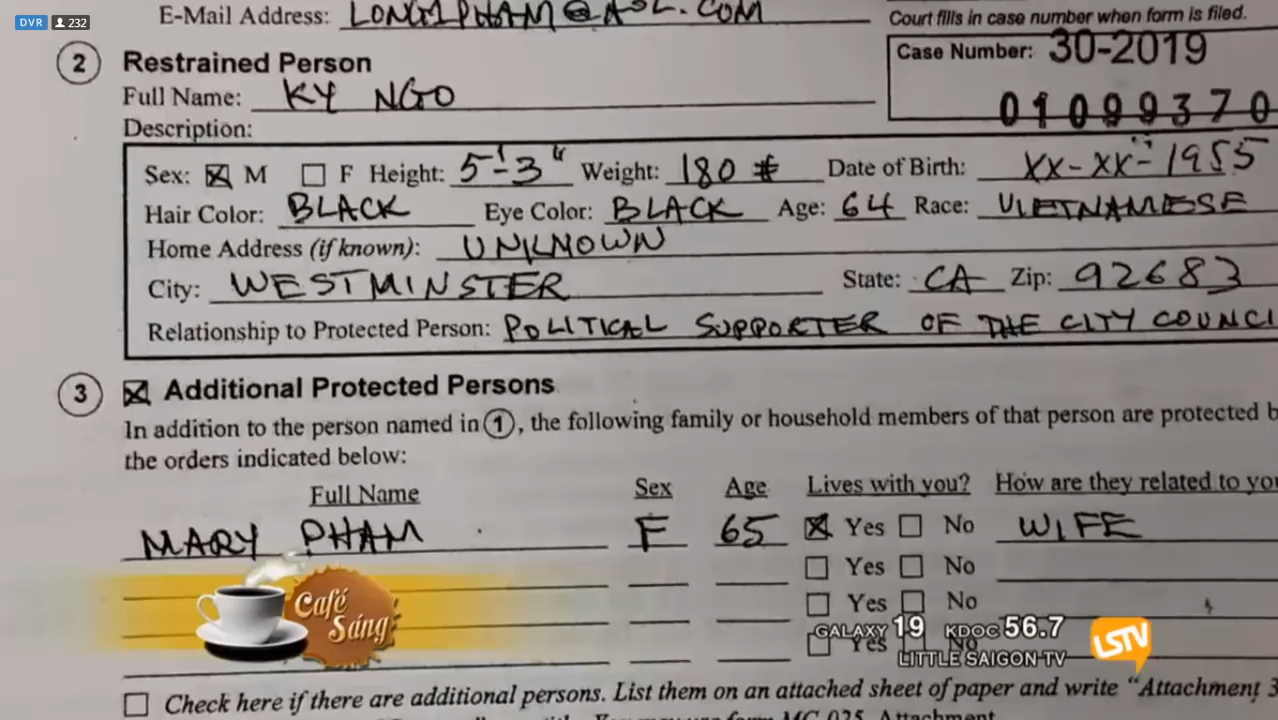 DVR 232
E-Mail Address: LONG1PHAM@AOL.COM
Court fills in case number when form is filed.
Case Number: 30-2019
01099370
2 Restrained Person
Full Name: KY NGO
Description:
Sex: ☒ M ☐ F Height: 5'-3" Weight: 180 # Date of Birth: XX-XX-1955
Hair Color: BLACK Eye Color: BLACK Age: 64 Race: VIETNAMESE
Home Address (if known): UNKNOWN
City: WESTMINSTER State: CA Zip: 92683
Relationship to Protected Person: POLITICAL SUPPORTER OF THE CITY COUNCI
3 ☒ Additional Protected Persons
In addition to the person named in 1, the following family or household members of that person are protected b
the orders indicated below:
Full Name Sex Age Lives with you? How are they related to you
MARY PHAM F 65 ☒ Yes ☐ No WIFE
☐ Yes ☐ No
☐ Yes ☐ No
☐ Yes No
Café
Sáng
GALAXY 19 KDOC 56.7
LITTLE SAIGON TV
LSTV
☐ Check here if there are additional persons. List them on an attached sheet of paper and write "Attachment 3
MC-025, Attachment